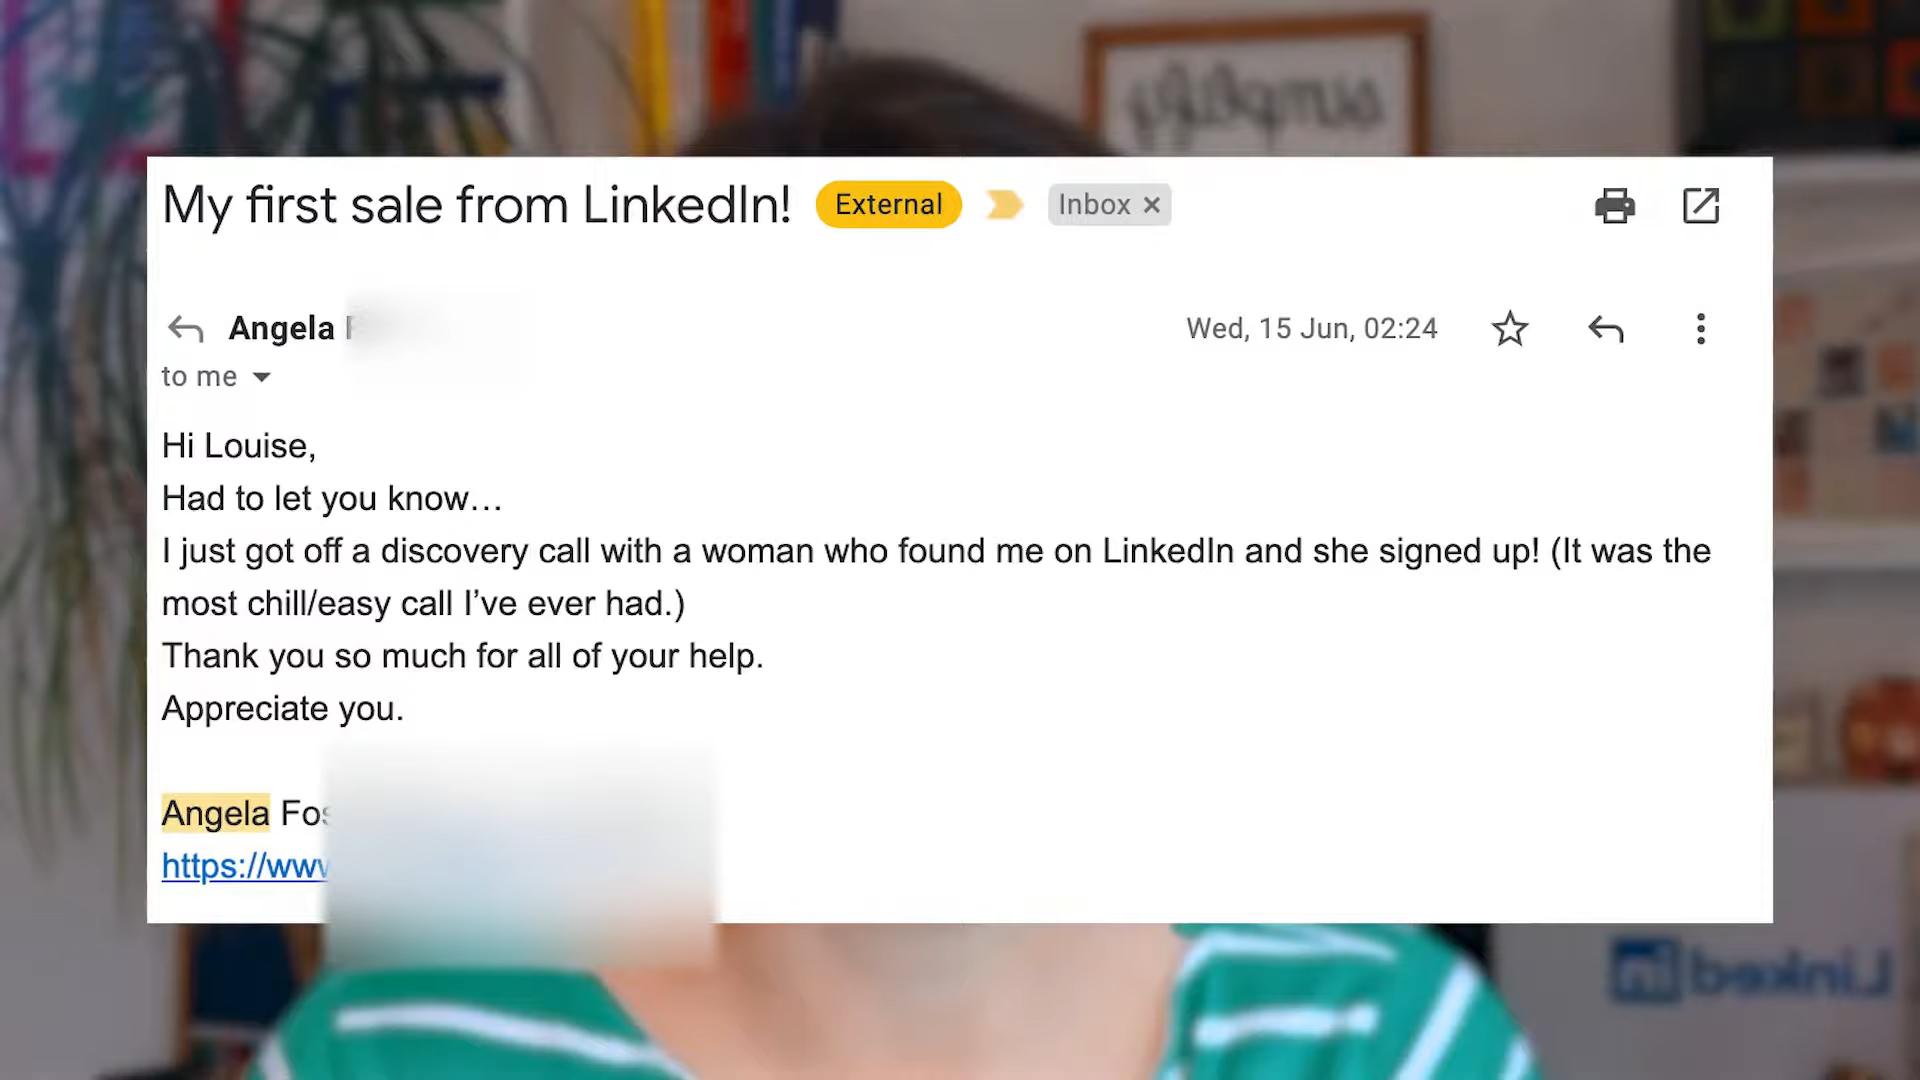 My first sale from LinkedIn! External Inbox ×
Angela
Wed, 15 Jun, 02:24
to me
Hi Louise,
Had to let you know…
I just got off a discovery call with a woman who found me on LinkedIn and she signed up! (It was the
most chill/easy call I’ve ever had.)
Thank you so much for all of your help.
Appreciate you.
Angela
https://www
LinkedIn